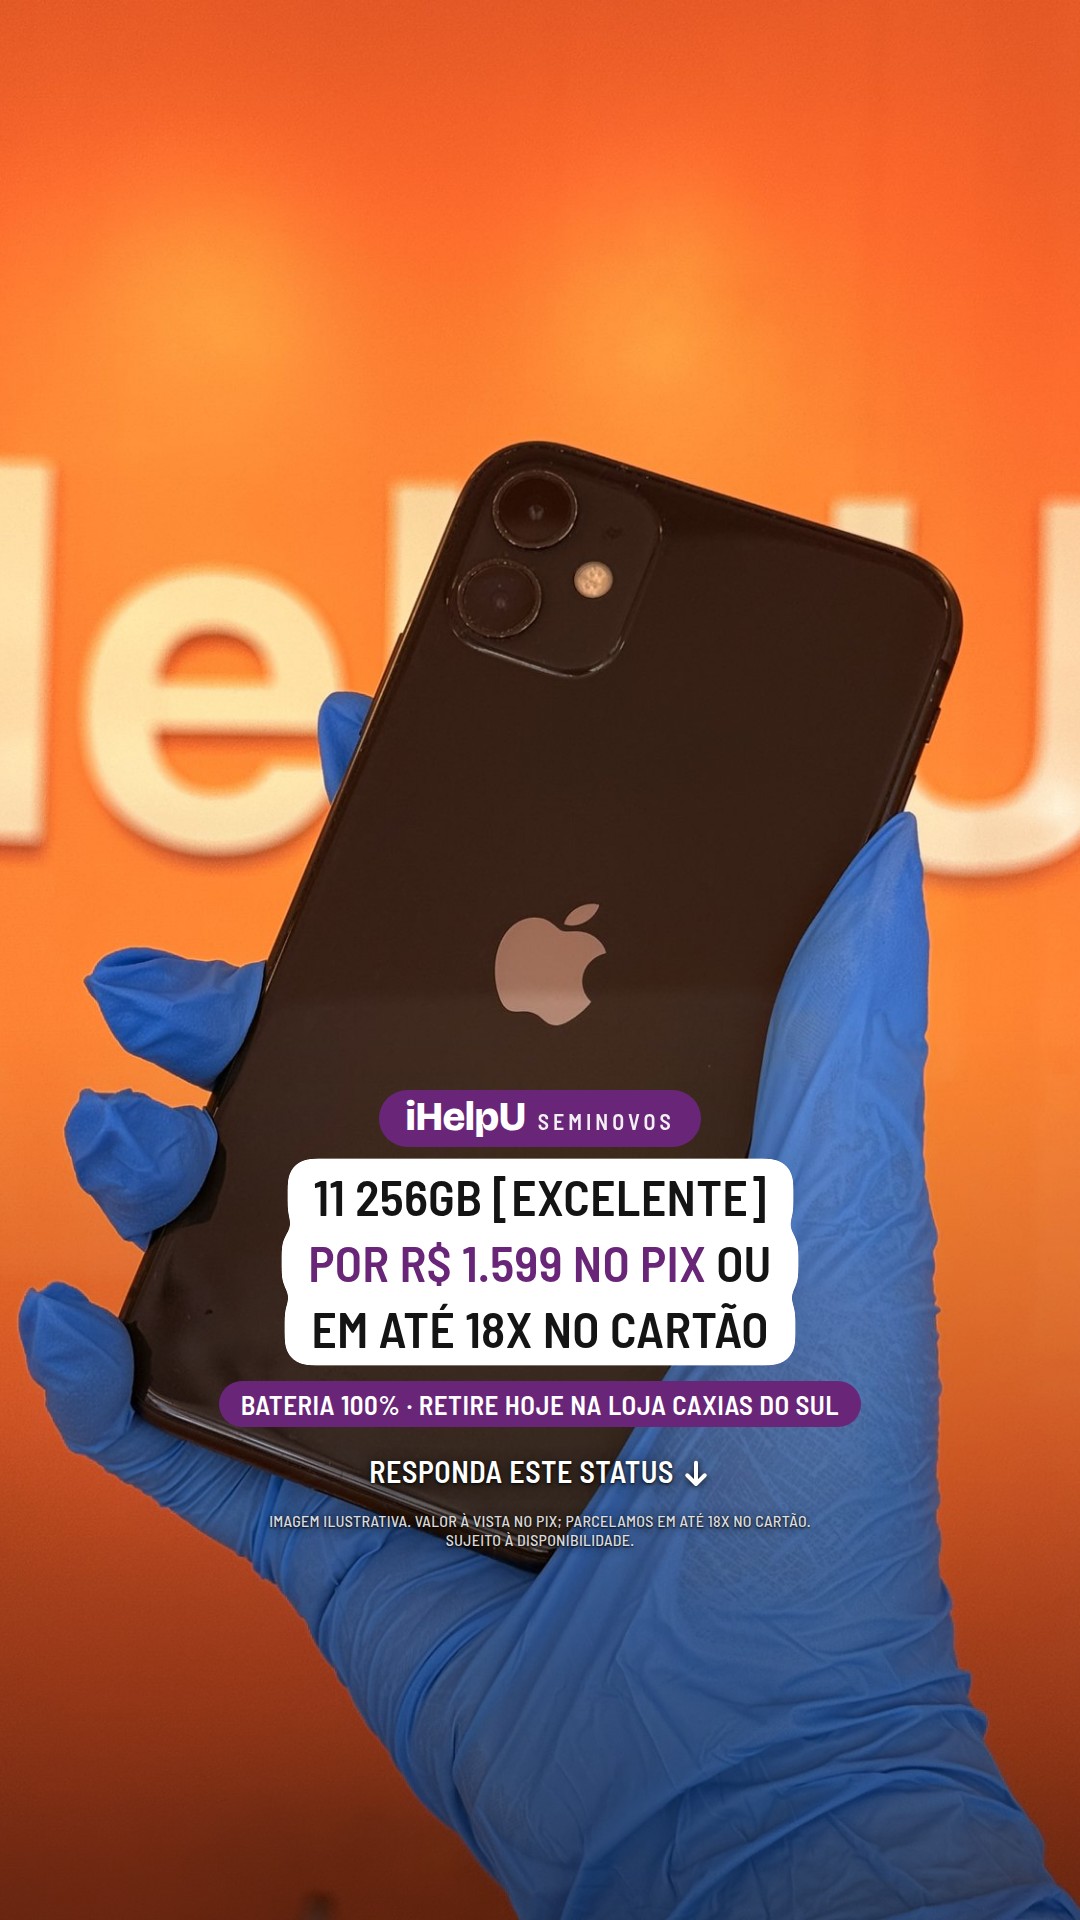 HelpU
iHelpU SEMINOVOS
11 256GB [EXCELENTE]
POR R$ 1.599 NO PIX OU
EM ATÉ 18X NO CARTÃO
BATERIA 100% · RETIRE HOJE NA LOJA CAXIAS DO SUL
RESPONDA ESTE STATUS ↓
IMAGEM ILUSTRATIVA. VALOR À VISTA NO PIX; PARCELAMOS EM ATÉ 18X NO CARTÃO.
SUJEITO À DISPONIBILIDADE.